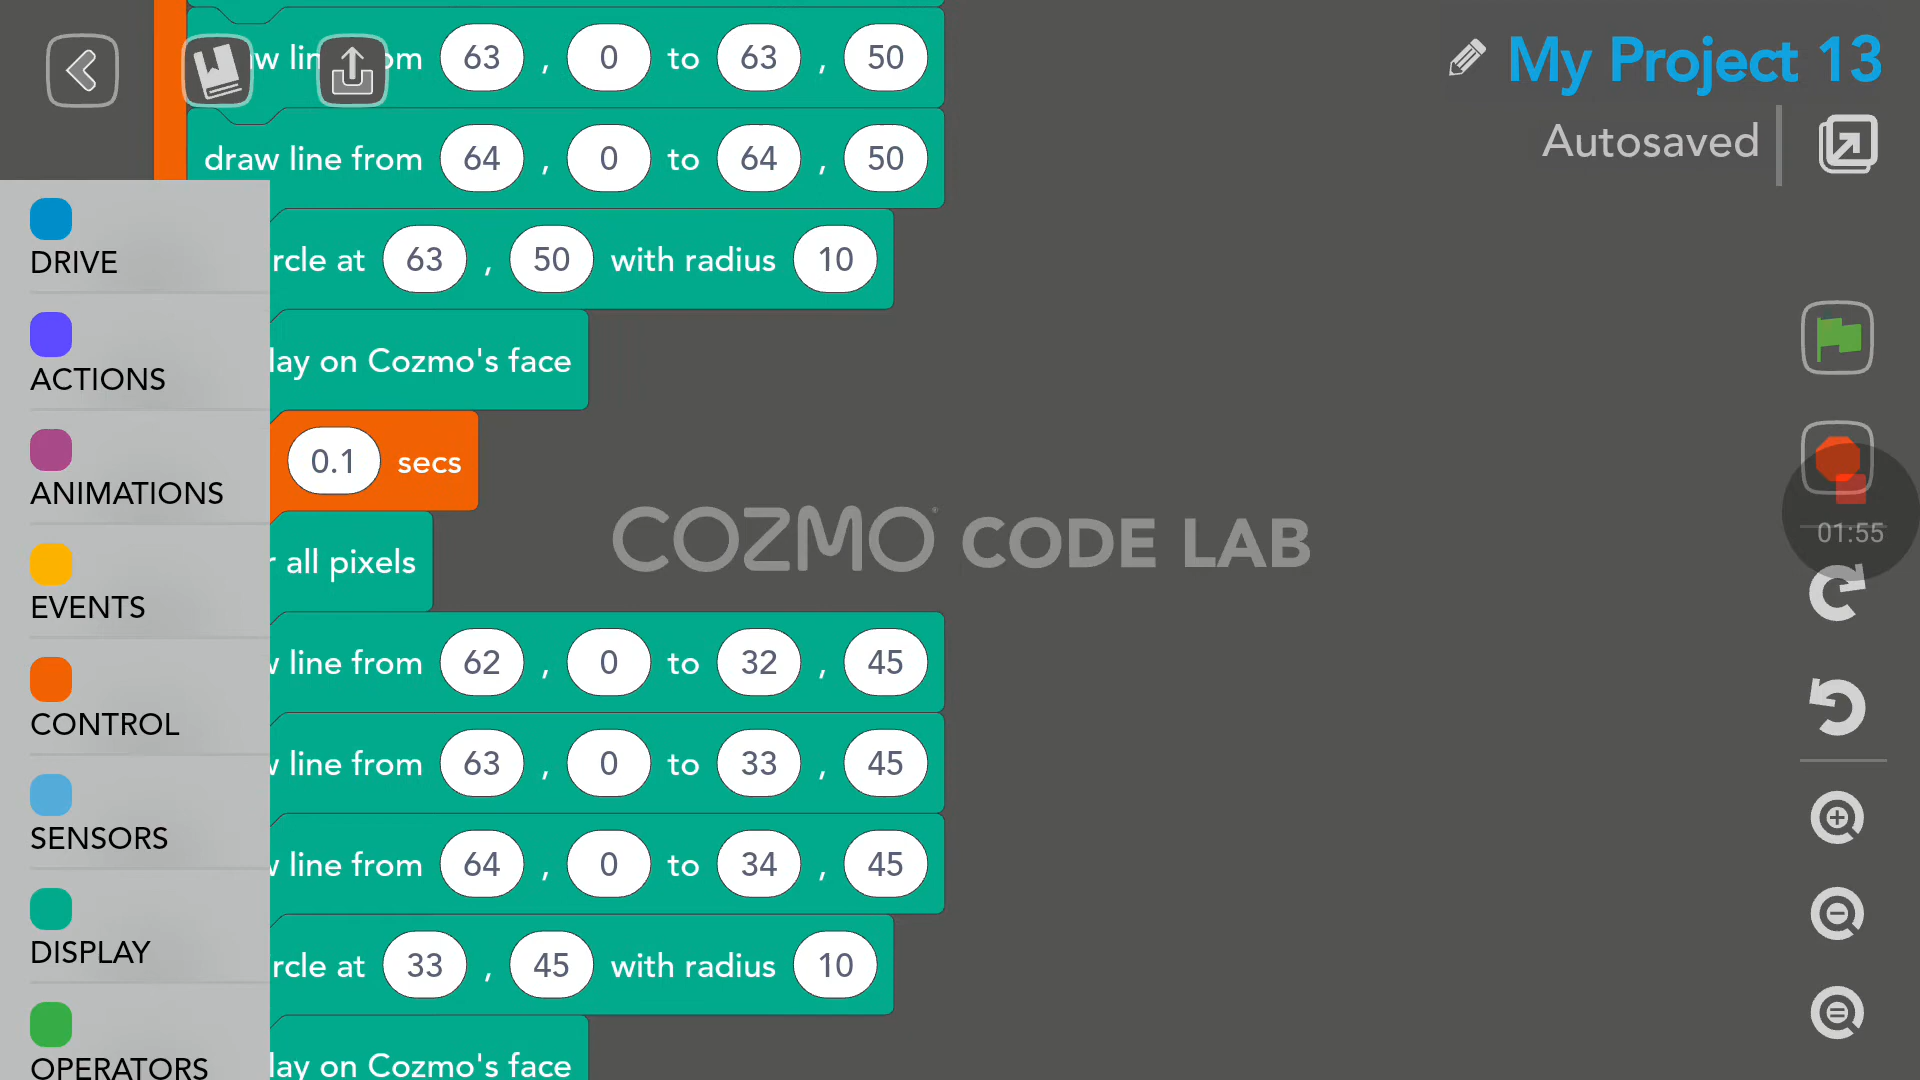 My Project 13
Autosaved
om 63 , 0 to 63 , 50
draw line from 64 , 0 to 64 , 50
rcle at 63 , 50 with radius 10
lay on Cozmo's face
0.1 secs
r all pixels
line from 62 , 0 to 32 , 45
line from 63 , 0 to 33 , 45
line from 64 , 0 to 34 , 45
rcle at 33 , 45 with radius 10
lay on Cozmo's face
DRIVE
ACTIONS
ANIMATIONS
EVENTS
CONTROL
SENSORS
DISPLAY
OPERATORS
COZMO CODE LAB
01:55